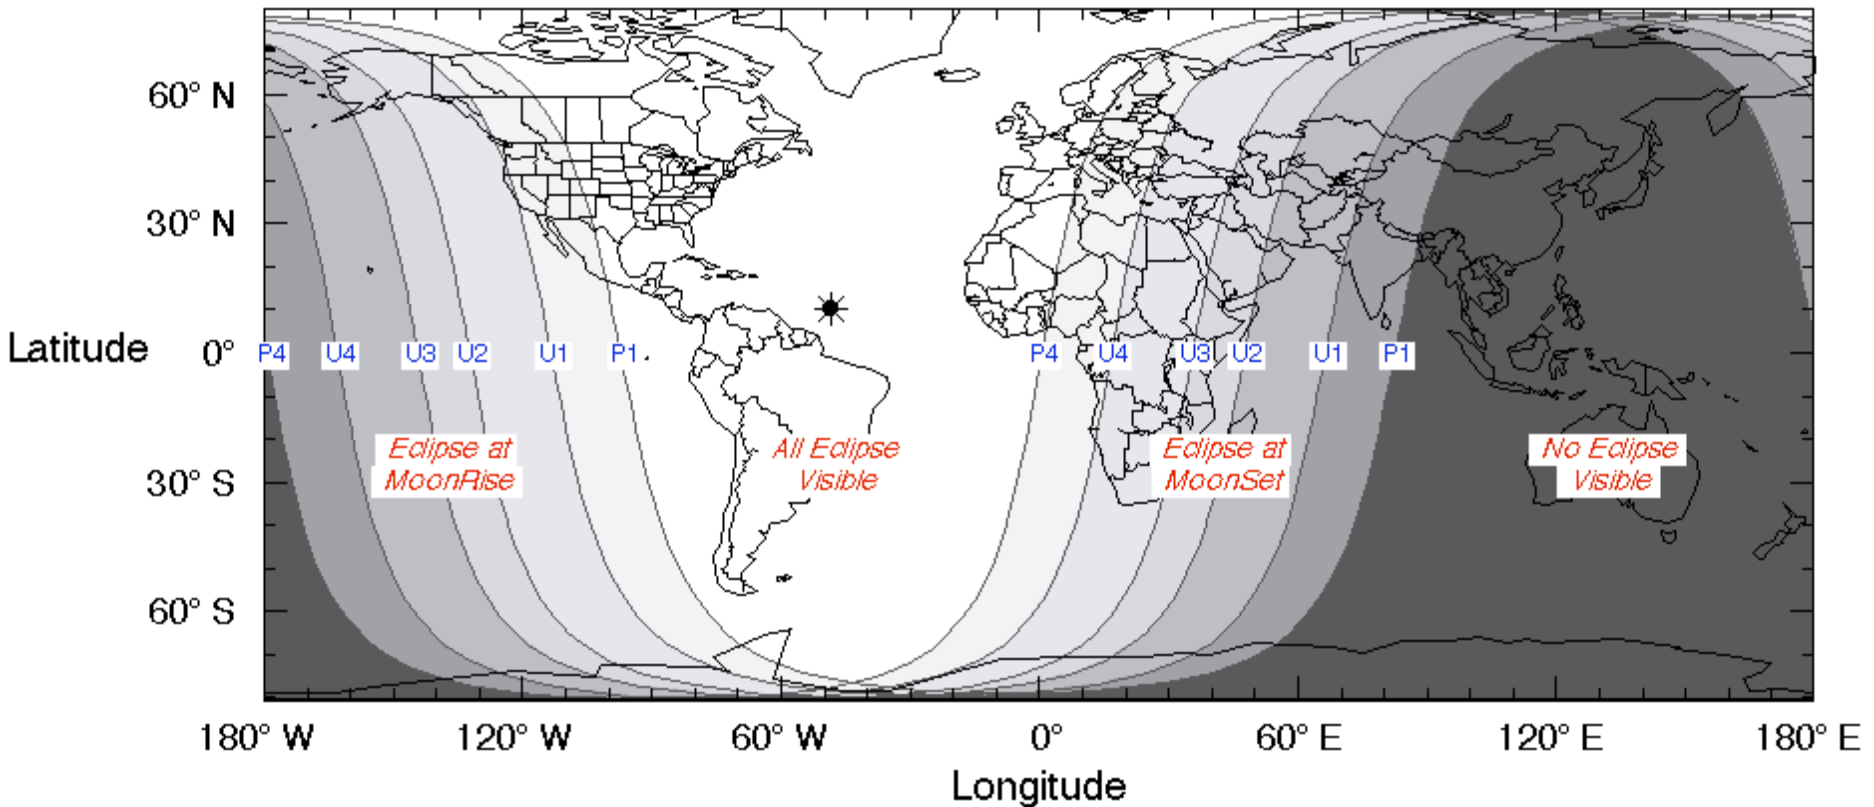 60° N
30° N
Latitude
0°
P4 U4 U3 U2 U1 P1 P4 U4 U3 U2 U1 P1
Eclipse at
MoonRise
All Eclipse
Visible
Eclipse at
MoonSet
No Eclipse
Visible
30° S
60° S
180° W 120° W 60° W 0° 60° E 120° E 180° E
Longitude